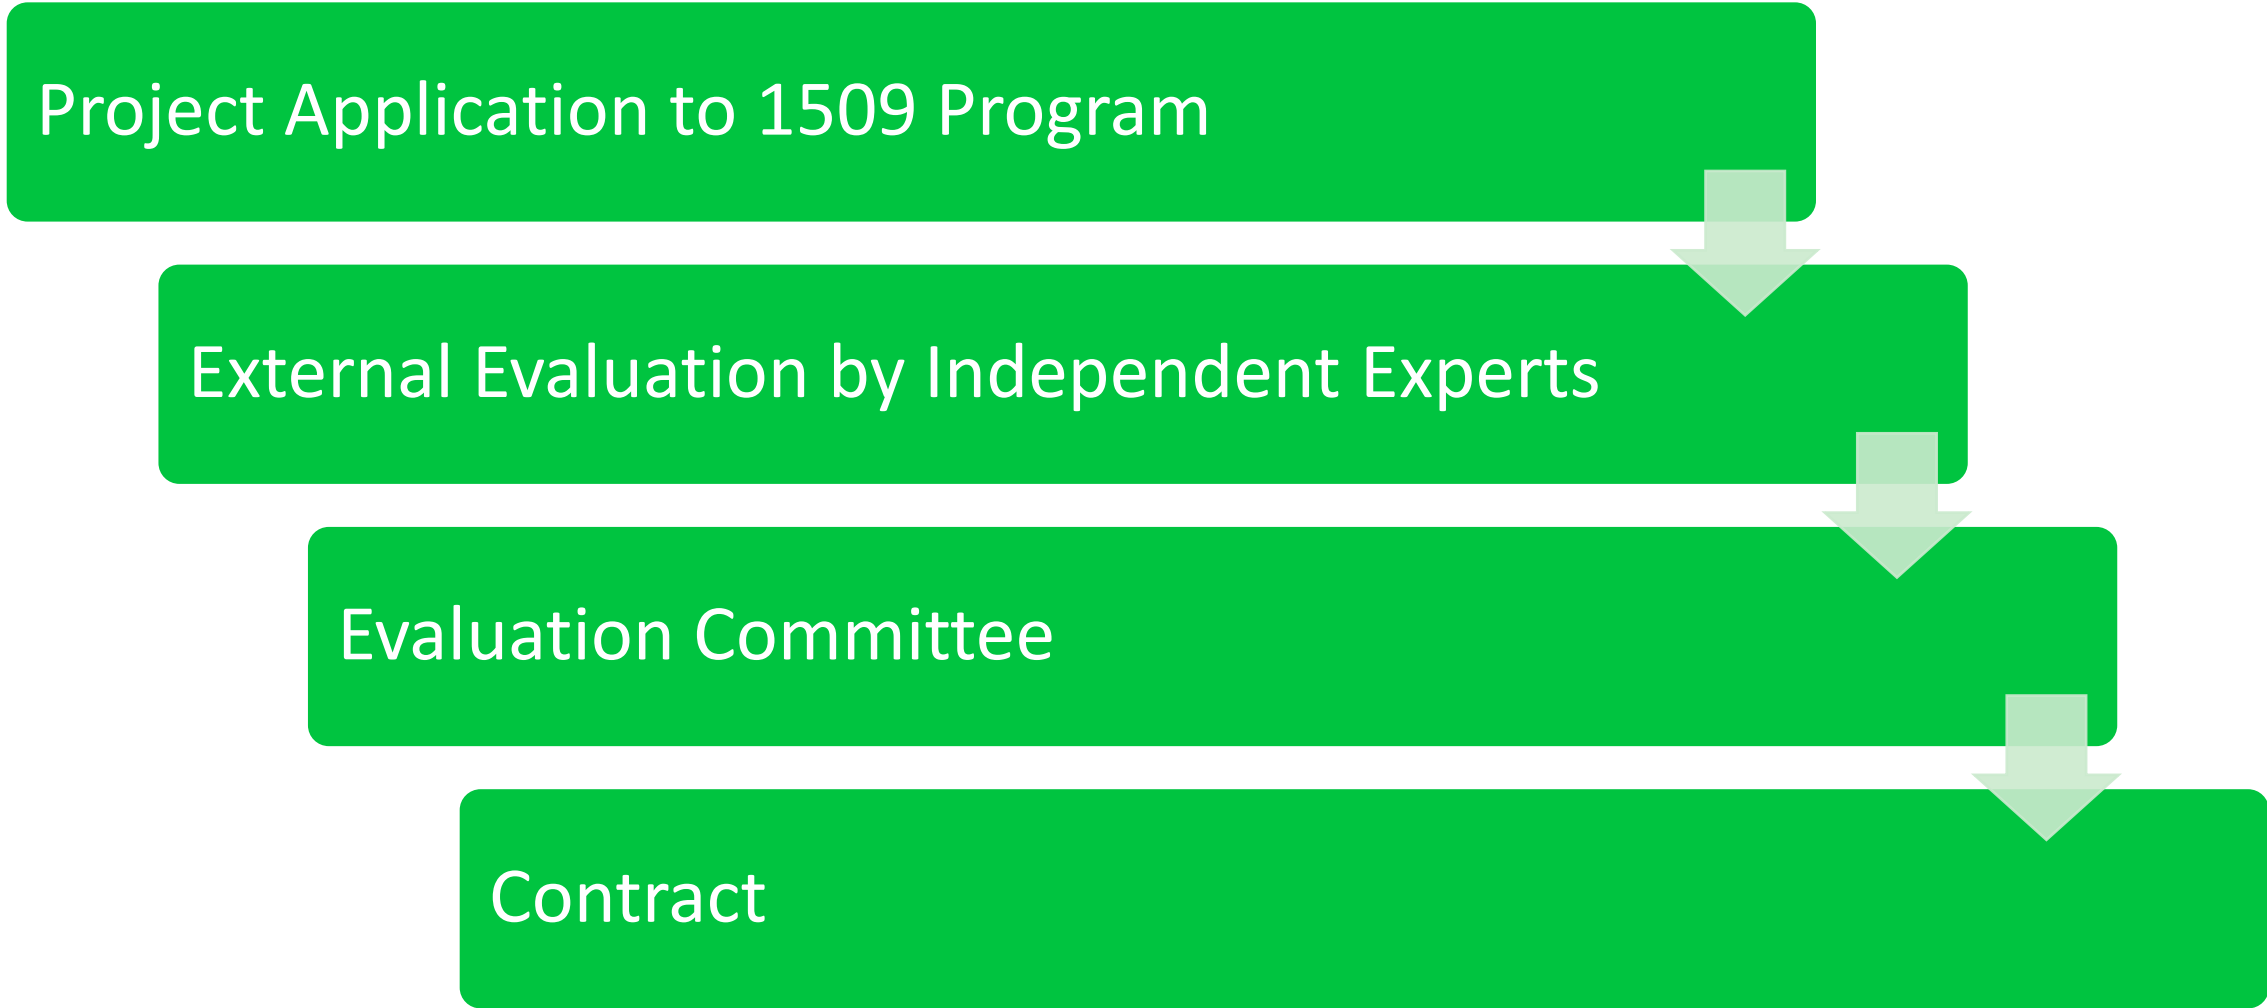 Project Application to 1509 Program
External Evaluation by Independent Experts
Evaluation Committee
Contract